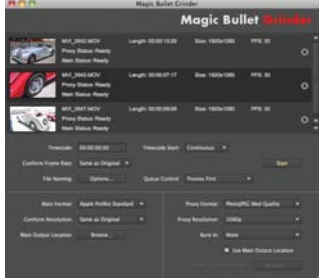 Magic Bullet Grinder
Magic Bullet Grinder
MVI_2640.MOV Length: 00:00:13:20 Size: 1920x1080 FPS: 30
Proxy Status: Ready
Main Status: Ready
MVI_2643.MOV Length: 00:00:07:17 Size: 1920x1080 FPS: 30
Proxy Status: Ready
Main Status: Ready
MVI_2647.MOV Length: 00:00:09:08 Size: 1920x1080 FPS: 30
Proxy Status: Ready
Main Status: Ready
Timecode: 00:00:00:00 Timecode Start: Continuous
Conform Frame Rate: Same as Original Start
File Naming: Options... Queue Control: Proxies First
Main Format: Apple ProRes Standard Proxy Format: PhotoJPEG Med Quality
Conform Resolution: Same as Original Proxy Resolution: 1080p
Main Output Location: Browse... Burn In: None
Use Main Output Location